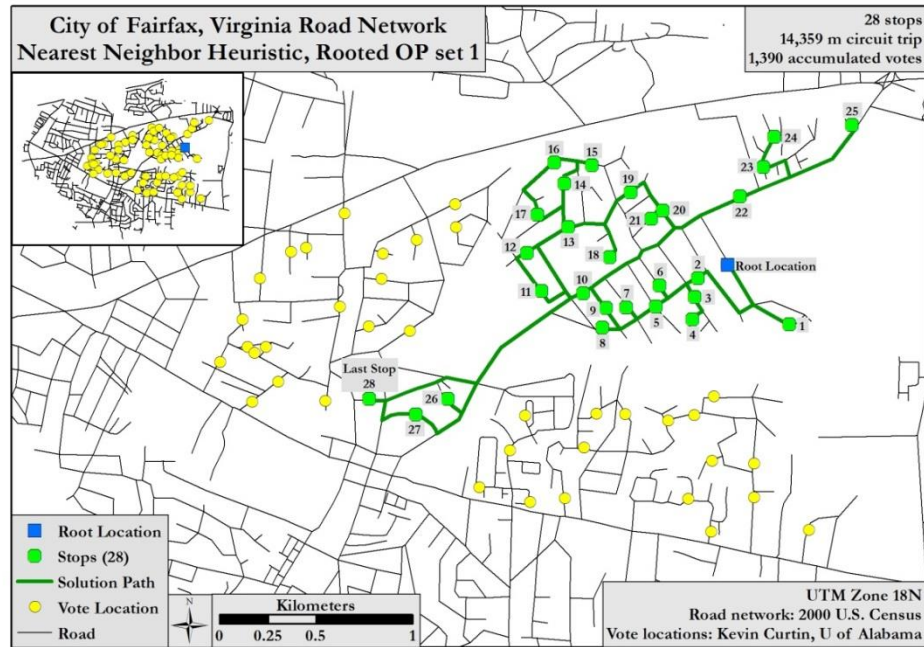 City of Fairfax, Virginia Road Network
Nearest Neighbor Heuristic, Rooted OP set 1
28 stops
14,359 m circuit trip
1,390 accumulated votes
25
24
23
16
15
14
19
22
17
20
21
13
12
18
Root Location
2
6
10
11
3
9
7
5
4
1
8
Last Stop
28
26
27
Root Location
Stops (28)
Solution Path
Vote Location
Road
N
Kilometers
0 0.25 0.5 1
UTM Zone 18N
Road network: 2000 U.S. Census
Vote locations: Kevin Curtin, U of Alabama